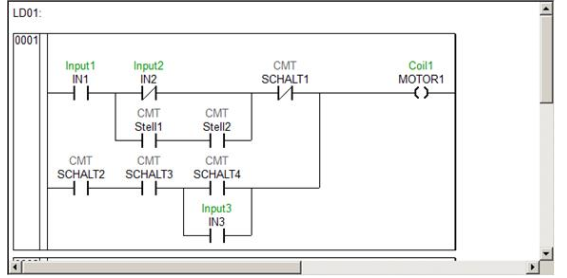 LD01:
0001
Input1 Input2 CMT Coil1
IN1 IN2 SCHALT1 MOTOR1
CMT CMT
Stell1 Stell2
CMT CMT CMT
SCHALT2 SCHALT3 SCHALT4
Input3
IN3